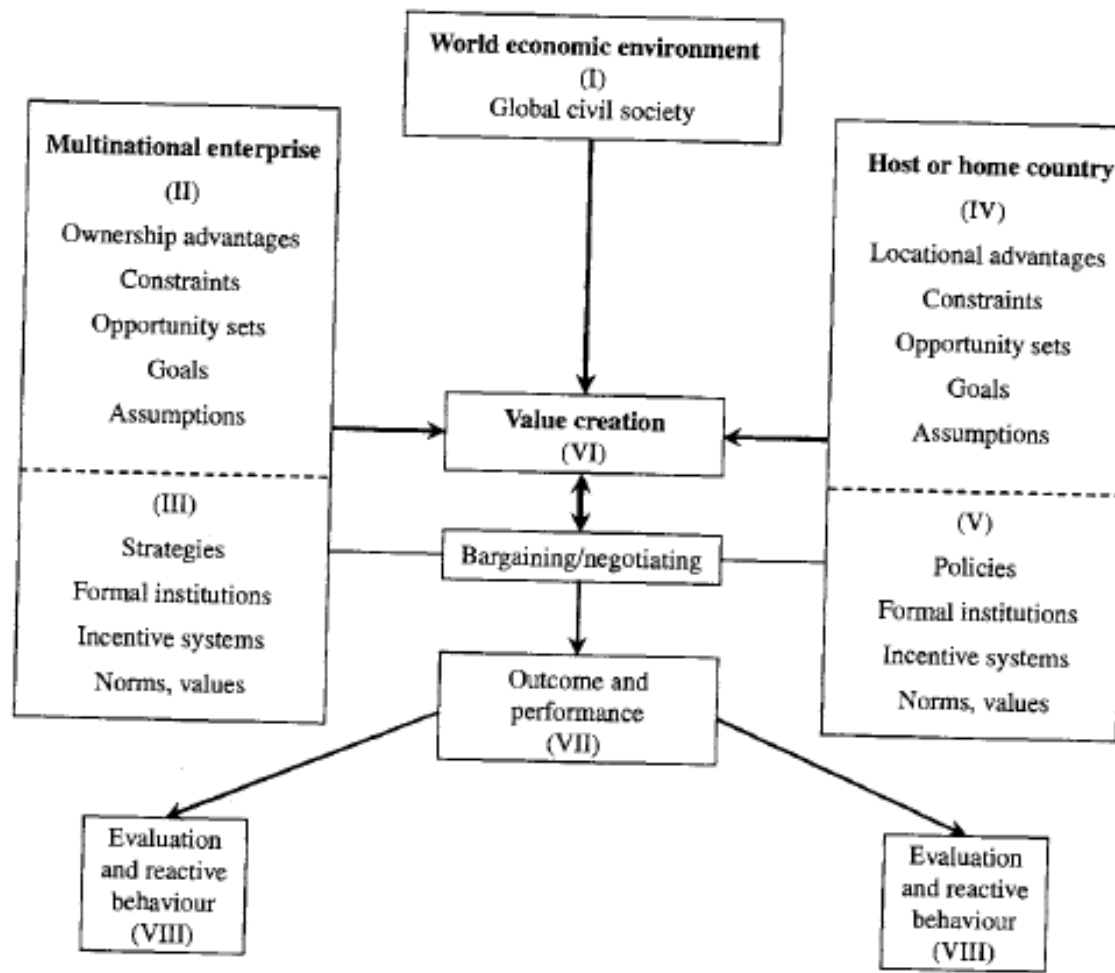 World economic environment
(I)
Global civil society
Multinational enterprise
(II)
Ownership advantages
Constraints
Opportunity sets
Goals
Assumptions
(III)
Strategies
Formal institutions
Incentive systems
Norms, values
Host or home country
(IV)
Locational advantages
Constraints
Opportunity sets
Goals
Assumptions
(V)
Policies
Formal institutions
Incentive systems
Norms, values
Value creation
(VI)
Bargaining/negotiating
Outcome and
performance
(VII)
Evaluation
and reactive
behaviour
(VIII)
Evaluation
and reactive
behaviour
(VIII)